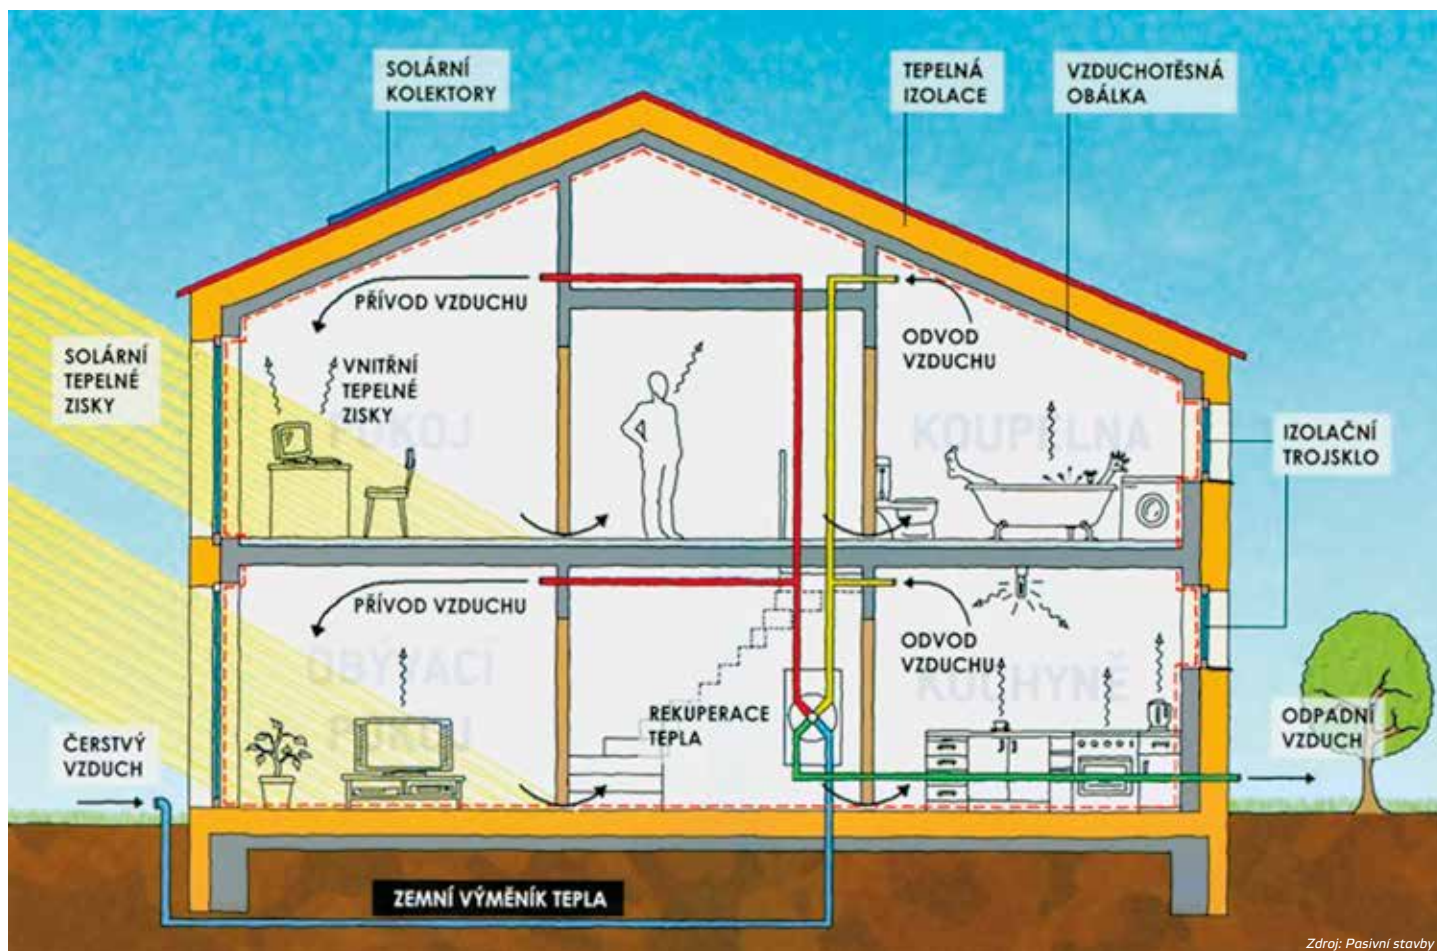 SOLÁRNÍ
KOLEKTORY
TEPELNÁ
IZOLACE
VZDUCHOTĚSNÁ
OBÁLKA
PŘÍVOD VZDUCHU
ODVOD
VZDUCHU
SOLÁRNÍ
TEPELNÉ
ZISKY
VNITŘNÍ
TEPELNÉ
ZISKY
POKOJ
KOUPELNA
IZOLAČNÍ
TROJSKLO
PŘÍVOD VZDUCHU
ODVOD
VZDUCHU
OBÝVACÍ
POKOJ
KUCHYNĚ
REKUPERACE
TEPLA
ČERSTVÝ
VZDUCH
ODPADNÍ
VZDUCH
ZEMNÍ VÝMĚNÍK TEPLA
Zdroj: Pasivní stavby